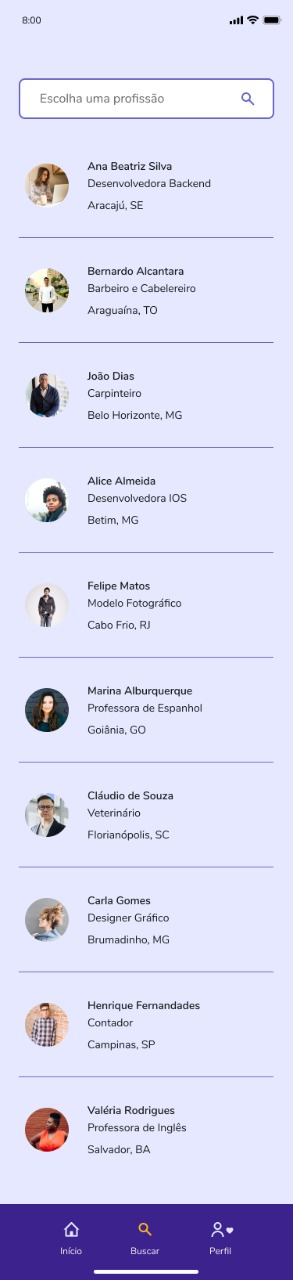 8:00
Escolha uma profissão
Ana Beatriz Silva
Desenvolvedora Backend
Aracajú, SE
Bernardo Alcantara
Barbeiro e Cabelereiro
Araguaína, TO
João Dias
Carpinteiro
Belo Horizonte, MG
Alice Almeida
Desenvolvedora IOS
Betim, MG
Felipe Matos
Modelo Fotográfico
Cabo Frio, RJ
Marina Alburquerque
Professora de Espanhol
Goiânia, GO
Cláudio de Souza
Veterinário
Florianópolis, SC
Carla Gomes
Designer Gráfico
Brumadinho, MG
Henrique Fernandades
Contador
Campinas, SP
Valéria Rodrigues
Professora de Inglês
Salvador, BA
Início Buscar Perfil